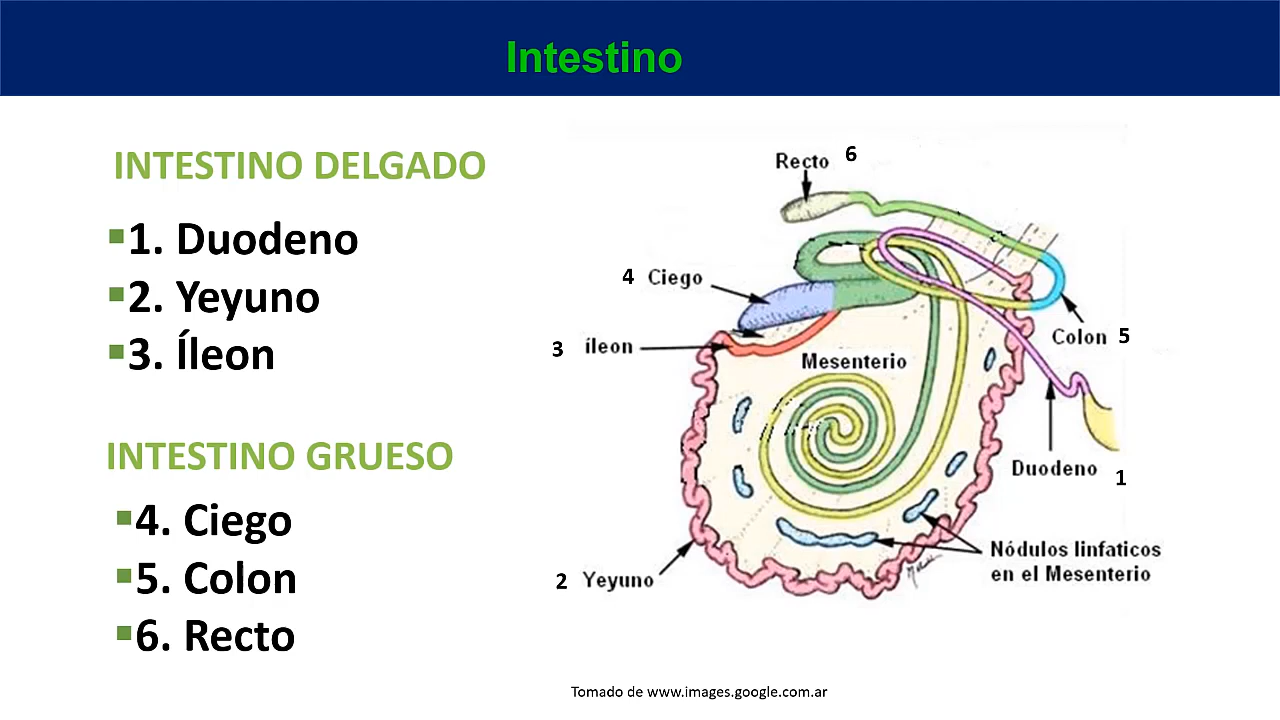 Intestino
INTESTINO DELGADO
▪1. Duodeno
▪2. Yeyuno
▪3. Íleon
INTESTINO GRUESO
▪4. Ciego
▪5. Colon
▪6. Recto
Recto 6
4 Ciego
Colon 5
3 íleon
Mesenterio
Duodeno 1
Nódulos linfaticos
en el Mesenterio
2 Yeyuno
Tomado de www.images.google.com.ar